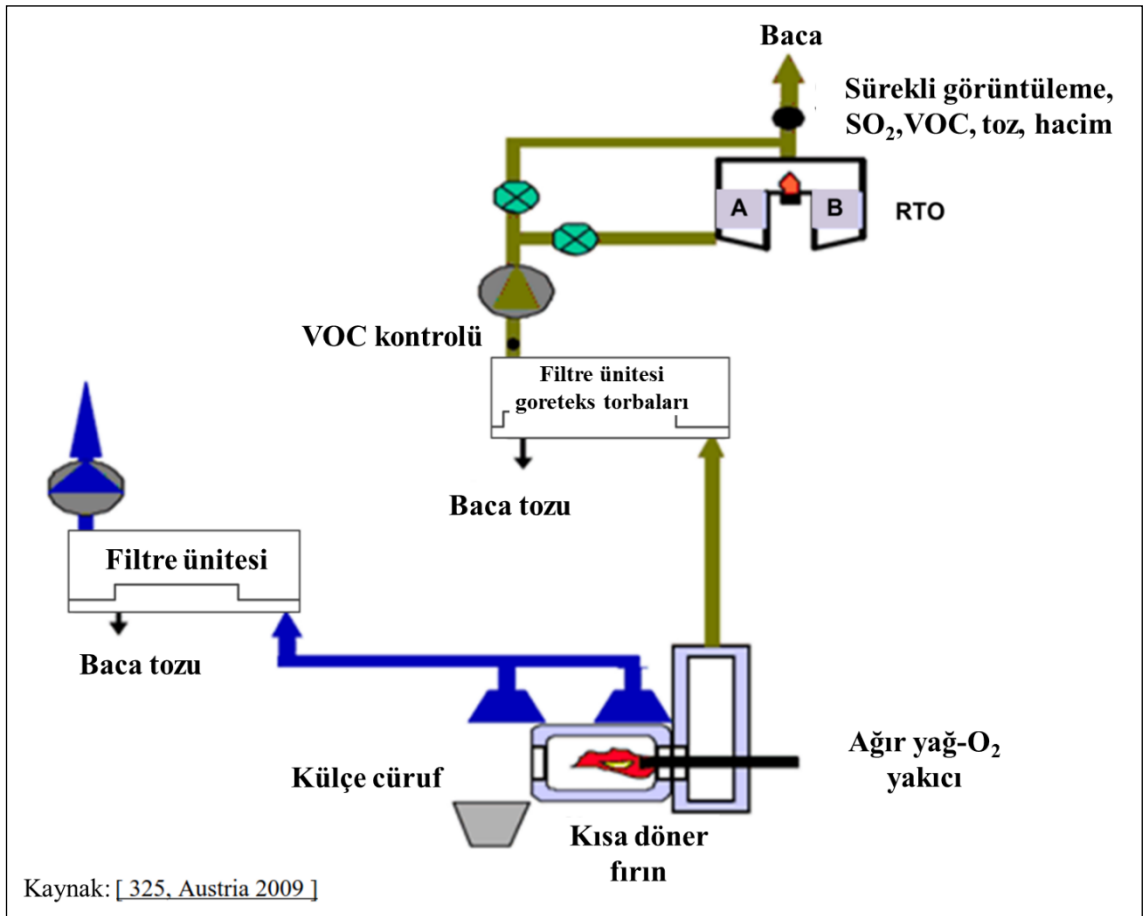 Baca
Sürekli görüntüleme,
SO₂,VOC, toz, hacim
A
B
RTO
VOC kontrolü
Filtre ünitesi
goreteks torbaları
Baca tozu
Filtre ünitesi
Baca tozu
Ağır yağ-O₂
yakıcı
Külçe cüruf
Kısa döner
fırın
Kaynak: [ 325, Austria 2009 ]